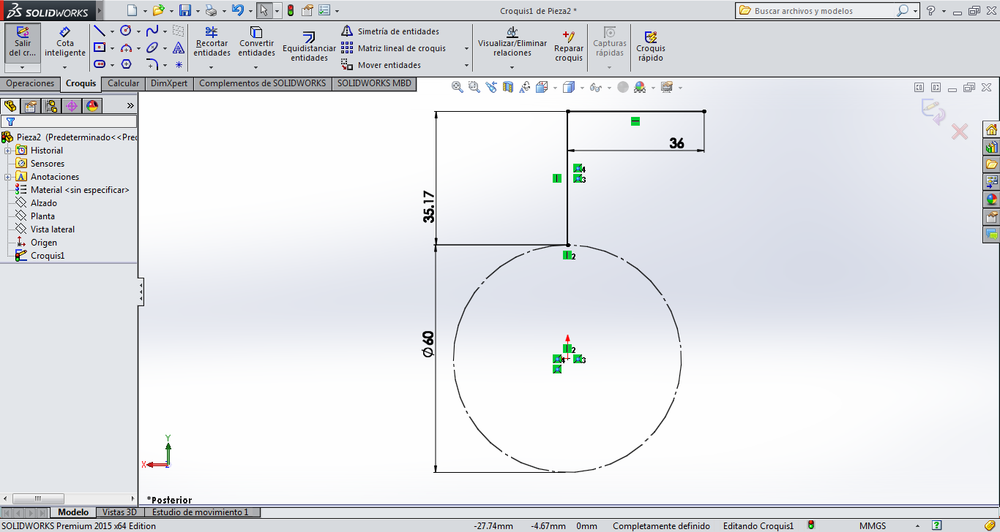 SOLIDWORKS
Croquis1 de Pieza2 *
Buscar archivos y modelos
Salir del cr...
Cota inteligente
Recortar entidades
Convertir entidades
Equidistanciar entidades
Simetría de entidades
Matriz lineal de croquis
Mover entidades
Visualizar/Eliminar relaciones
Reparar croquis
Capturas rápidas
Croquis rápido
Operaciones
Croquis
Calcular
DimXpert
Complementos de SOLIDWORKS
SOLIDWORKS MBD
Pieza2 (Predeterminado<<Pred
Historial
Sensores
Anotaciones
Material <sin especificar>
Alzado
Planta
Vista lateral
Origen
Croquis1
36
4
3
35.17
2
Ø60
2
4
3
Y
X
Z
*Posterior
Modelo
Vistas 3D
Estudio de movimiento 1
SOLIDWORKS Premium 2015 x64 Edition
-27.74mm
-4.67mm
0mm
Completamente definido
Editando Croquis1
MMGS